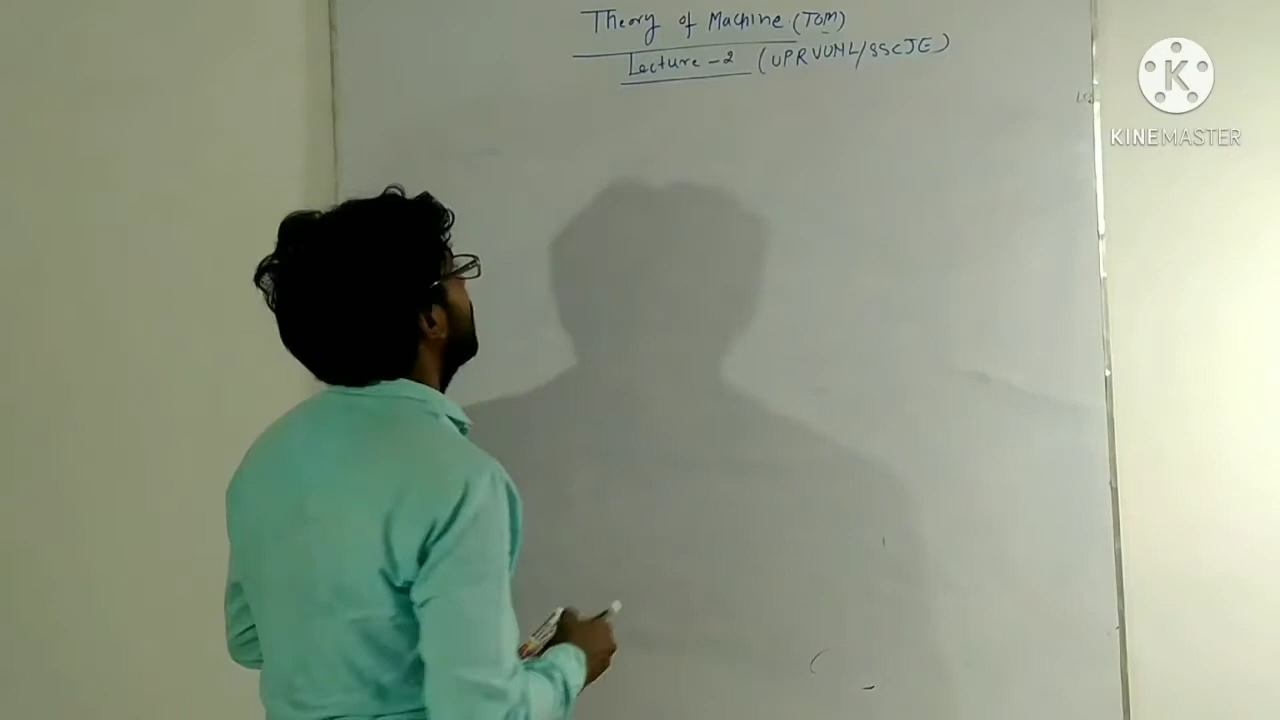 Theory of Machine (TOM)
Lecture-2 (UPRVUNL/SSCJE)
K
KINEMASTER